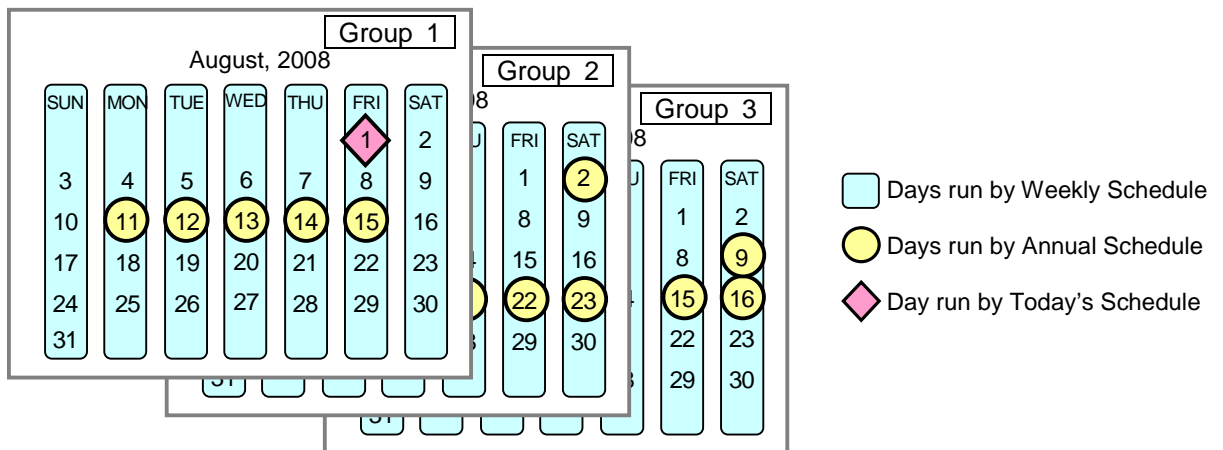 Group 1
August, 2008
SUN MON TUE WED THU FRI SAT
1 2
3 4 5 6 7 8 9
10 11 12 13 14 15 16
17 18 19 20 21 22 23
24 25 26 27 28 29 30
31
Group 2
FRI SAT
1 2
8 9
15 16
22 23
29 30
31
Group 3
FRI SAT
1 2
8 9
15 16
22 23
29 30
31
Days run by Weekly Schedule
Days run by Annual Schedule
Day run by Today's Schedule